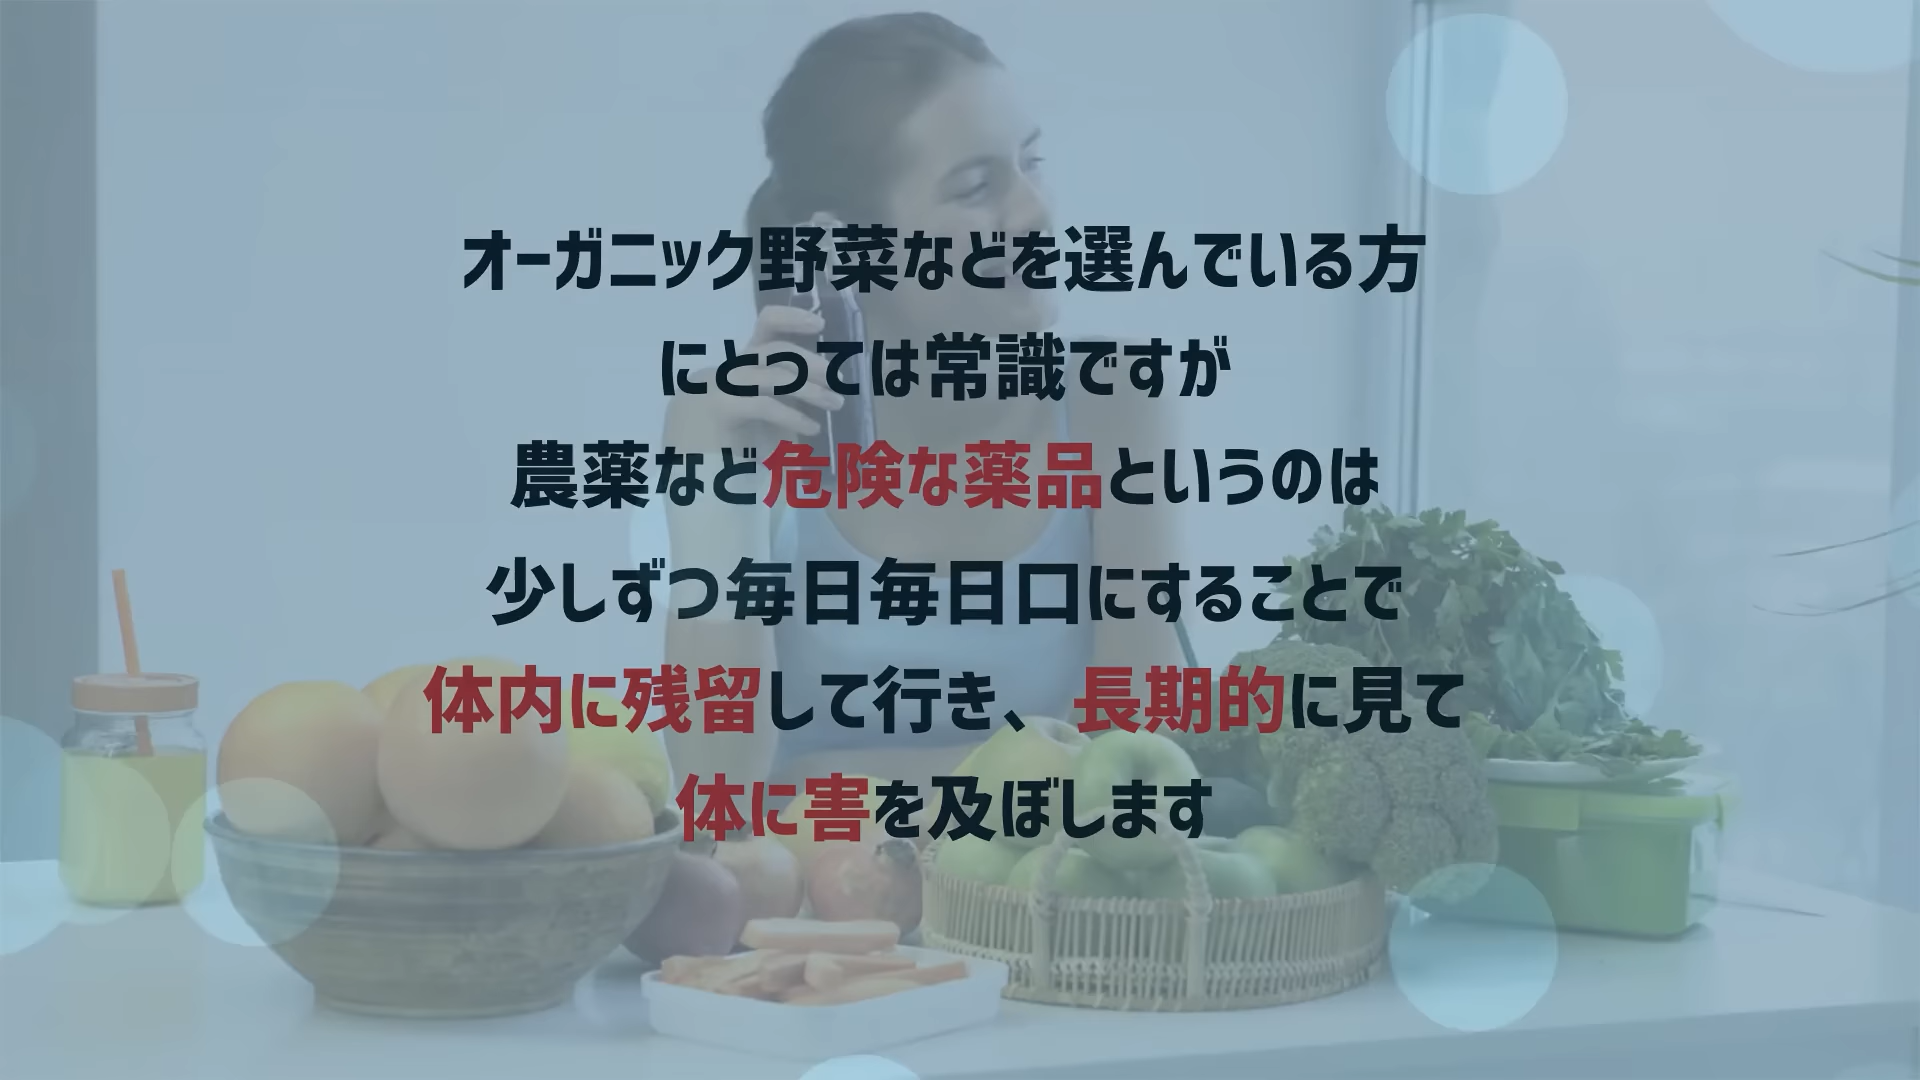 オーガニック野菜などを選んでいる方
にとっては常識ですが
農薬など危険な薬品というのは
少しずつ毎日毎日口にすることで
体内に残留して行き、長期的に見て
体に害を及ぼします